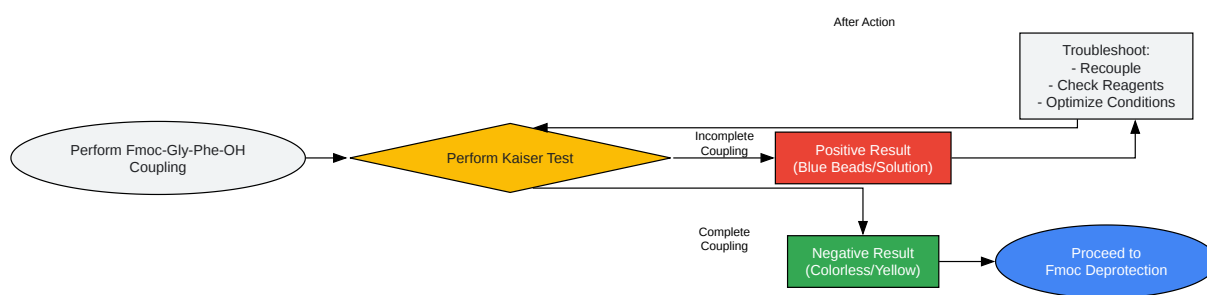 After Action
Troubleshoot:
- Recouple
- Check Reagents
- Optimize Conditions
Perform Fmoc-Gly-Phe-OH
Coupling
Perform Kaiser Test
Incomplete
Coupling
Positive Result
(Blue Beads/Solution)
Complete
Coupling
Negative Result
(Colorless/Yellow)
Proceed to
Fmoc Deprotection